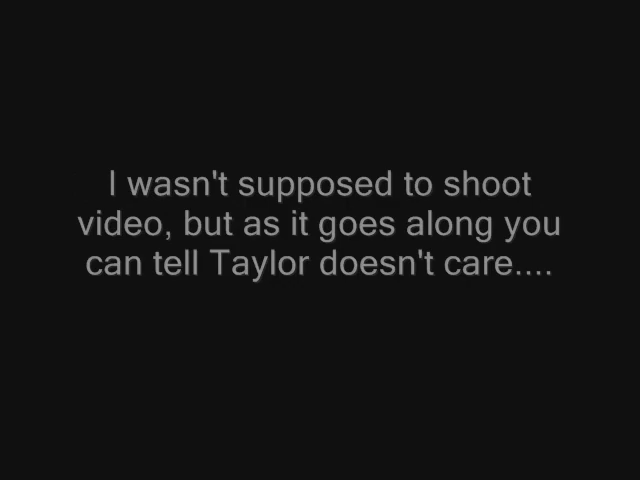 I wasn't supposed to shoot
video, but as it goes along you
can tell Taylor doesn't care....